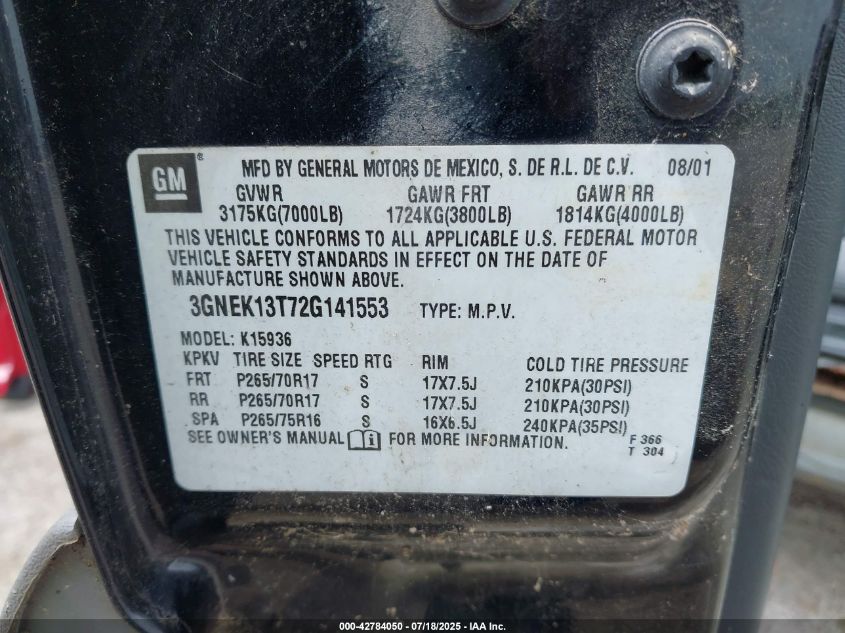 GM ® MFD BY GENERAL MOTORS DE MEXICO, S. DE R.L. DE C.V. 08/01
GVWR GAWR FRT GAWR RR
3175KG(7000LB) 1724KG(3800LB) 1814KG(4000LB)
THIS VEHICLE CONFORMS TO ALL APPLICABLE U.S. FEDERAL MOTOR
VEHICLE SAFETY STANDARDS IN EFFECT ON THE DATE OF
MANUFACTURE SHOWN ABOVE.
3GNEK13T72G141553 TYPE: M.P.V.
MODEL: K15936
KPKV TIRE SIZE SPEED RTG RIM COLD TIRE PRESSURE
FRT P265/70R17 S 17X7.5J 210KPA(30PSI)
RR P265/70R17 S 17X7.5J 210KPA(30PSI)
SPA P265/75R16 S 16X6.5J 240KPA(35PSI)
SEE OWNER'S MANUAL i FOR MORE INFORMATION. F 366
T 304
000-42784050 - 07/18/2025 - IAA Inc.